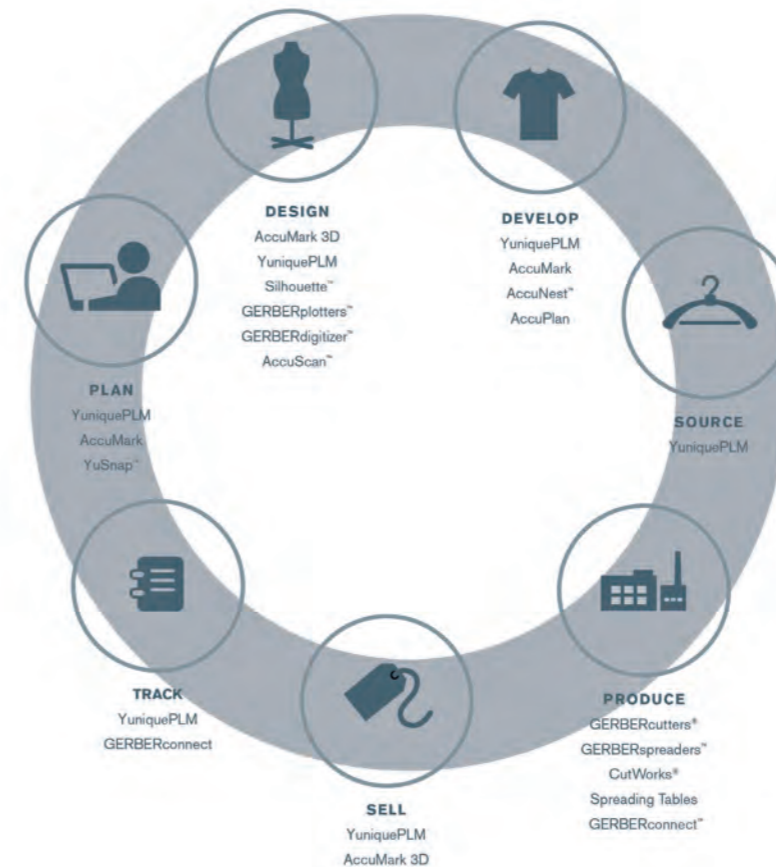 DESIGN
AccuMark 3D
YuniquePLM
Silhouette™
GERBERplotters™
GERBERdigitizer™
AccuScan™
DEVELOP
YuniquePLM
AccuMark
AccuNest™
AccuPlan
SOURCE
YuniquePLM
PRODUCE
GERBERcutters®
GERBERspreaders™
CutWorks®
Spreading Tables
GERBERconnect™
SELL
YuniquePLM
AccuMark 3D
TRACK
YuniquePLM
GERBERconnect
PLAN
YuniquePLM
AccuMark
YuSnap™